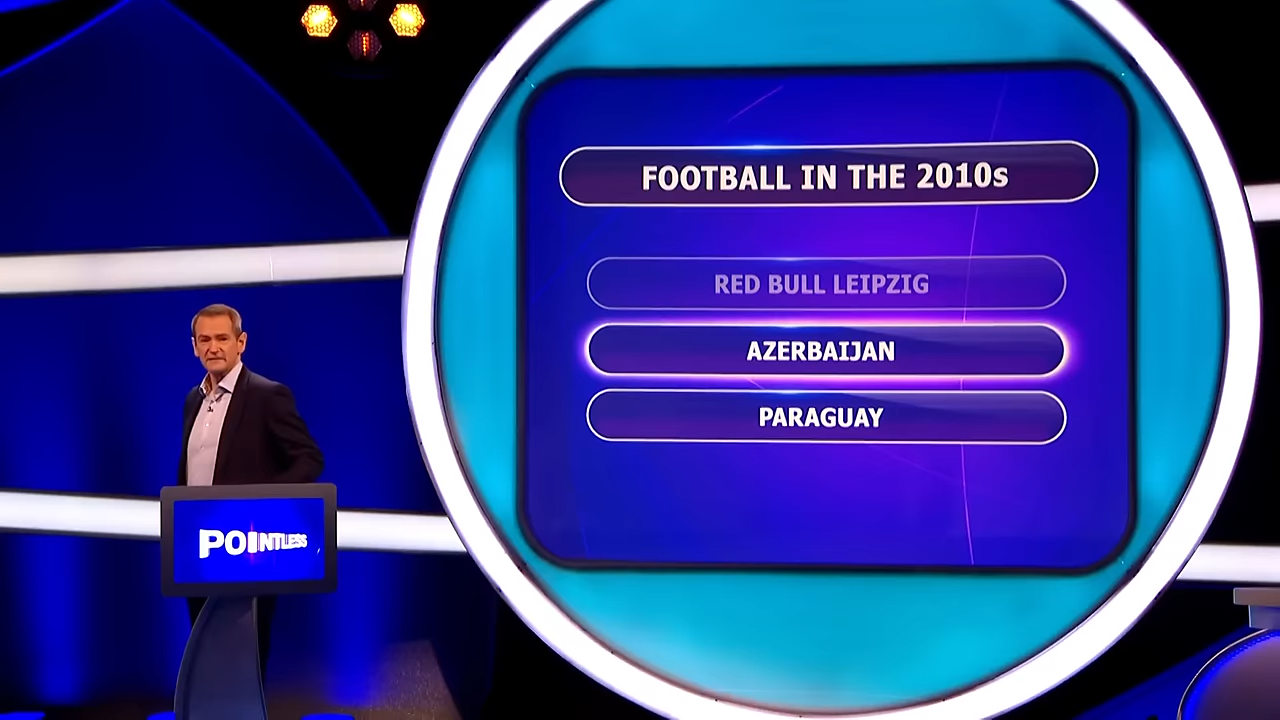 FOOTBALL IN THE 2010s
RED BULL LEIPZIG
AZERBAIJAN
PARAGUAY
POINTLESS